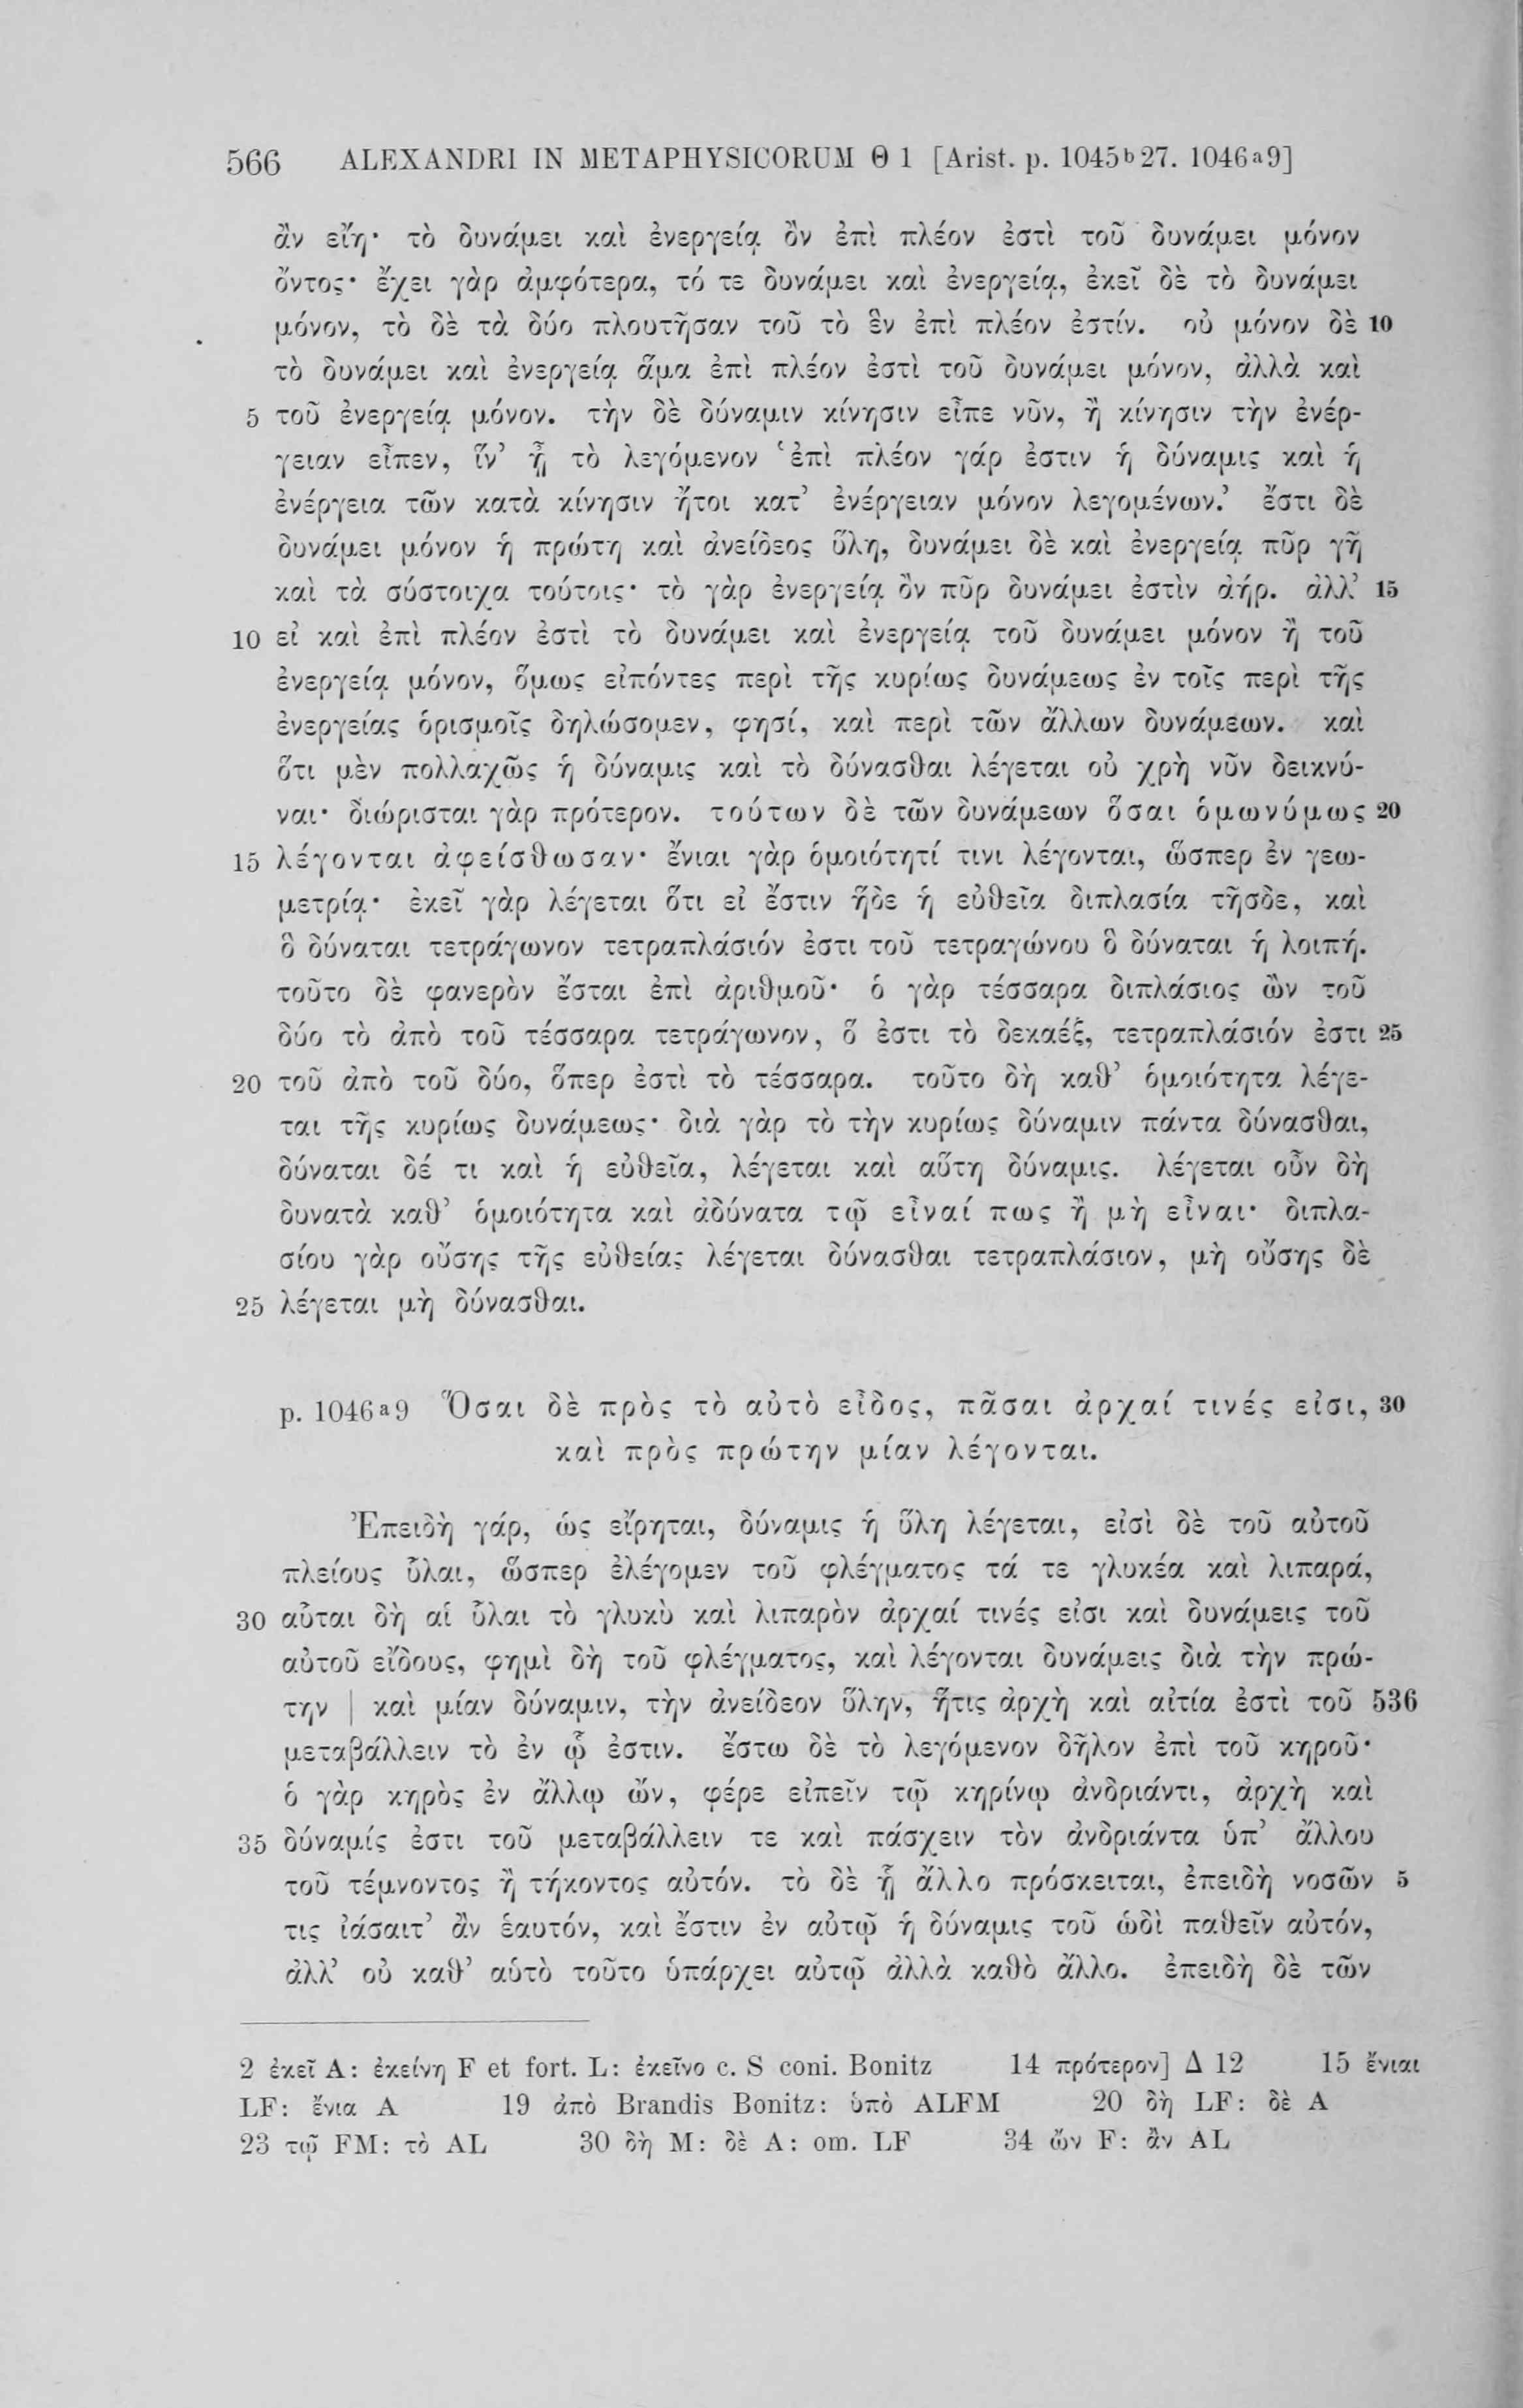 566 ALEXANDRI IN METAPHYSICORUM Θ 1 [Arist. p. 1045ᵇ27. 1046ᵃ9]
ἂν εἴη· τὸ δυνάμει καὶ ἐνεργείᾳ ὂν ἐπὶ πλέον ἐστὶ τοῦ δυνάμει μόνον
ὄντος· ἔχει γὰρ ἀμφότερα, τό τε δυνάμει καὶ ἐνεργείᾳ, ἐκεῖ δὲ τὸ δυνάμει
μόνον, τὸ δὲ τὰ δύο πλουτῆσαν τοῦ τὸ ἓν ἐπὶ πλέον ἐστίν. οὐ μόνον δὲ 10
τὸ δυνάμει καὶ ἐνεργείᾳ ἅμα ἐπὶ πλέον ἐστὶ τοῦ δυνάμει μόνον, ἀλλὰ καὶ
5 τοῦ ἐνεργείᾳ μόνον. τὴν δὲ δύναμιν κίνησιν εἶπε νῦν, ἢ κίνησιν τὴν ἐνέρ-
γειαν εἶπεν, ἵν’ ᾖ τὸ λεγόμενον ‘ἐπὶ πλέον γάρ ἐστιν ἡ δύναμις καὶ ἡ
ἐνέργεια τῶν κατὰ κίνησιν ἤτοι κατ’ ἐνέργειαν μόνον λεγομένων.’ ἔστι δὲ
δυνάμει μόνον ἡ πρώτη καὶ ἀνείδεος ὕλη, δυνάμει δὲ καὶ ἐνεργείᾳ πῦρ γῆ
καὶ τὰ σύστοιχα τούτοις· τὸ γὰρ ἐνεργείᾳ ὂν πῦρ δυνάμει ἐστὶν ἀήρ. ἀλλ’ 15
10 εἰ καὶ ἐπὶ πλέον ἐστὶ τὸ δυνάμει καὶ ἐνεργείᾳ τοῦ δυνάμει μόνον ἢ τοῦ
ἐνεργείᾳ μόνον, ὅμως εἰπόντες περὶ τῆς κυρίως δυνάμεως ἐν τοῖς περὶ τῆς
ἐνεργείας ὁρισμοῖς δηλώσομεν, φησί, καὶ περὶ τῶν ἄλλων δυνάμεων. καὶ
ὅτι μὲν πολλαχῶς ἡ δύναμις καὶ τὸ δύνασθαι λέγεται οὐ χρὴ νῦν δεικνύ-
ναι· διώρισται γὰρ πρότερον. τούτων δὲ τῶν δυνάμεων ὅσαι ὁμωνύμως 20
15 λέγονται ἀφείσθωσαν· ἔνιαι γὰρ ὁμοιότητί τινι λέγονται, ὥσπερ ἐν γεω-
μετρίᾳ· ἐκεῖ γὰρ λέγεται ὅτι εἰ ἔστιν ἥδε ἡ εὐθεῖα διπλασία τῆσδε, καὶ
ὃ δύναται τετράγωνον τετραπλάσιόν ἐστι τοῦ τετραγώνου ὃ δύναται ἡ λοιπή.
τοῦτο δὲ φανερὸν ἔσται ἐπὶ ἀριθμοῦ· ὁ γὰρ τέσσαρα διπλάσιος ὢν τοῦ
δύο τὸ ἀπὸ τοῦ τέσσαρα τετράγωνον, ὅ ἐστι τὸ δεκαέξ, τετραπλάσιόν ἐστι 25
20 τοῦ ἀπὸ τοῦ δύο, ὅπερ ἐστὶ τὸ τέσσαρα. τοῦτο δὴ καθ’ ὁμοιότητα λέγε-
ται τῆς κυρίως δυνάμεως· διὰ γὰρ τὸ τὴν κυρίως δύναμιν πάντα δύνασθαι,
δύναται δέ τι καὶ ἡ εὐθεῖα, λέγεται καὶ αὕτη δύναμις. λέγεται οὖν δὴ
δυνατὰ καθ’ ὁμοιότητα καὶ ἀδύνατα τῷ εἶναί πως ἢ μὴ εἶναι· διπλα-
σίου γὰρ οὔσης τῆς εὐθείας λέγεται δύνασθαι τετραπλάσιον, μὴ οὔσης δὲ
25 λέγεται μὴ δύνασθαι.
p. 1046ᵃ9 Ὅσαι δὲ πρὸς τὸ αὐτὸ εἶδος, πᾶσαι ἀρχαί τινές εἰσι, 30
καὶ πρὸς πρώτην μίαν λέγονται.
Ἐπειδὴ γάρ, ὡς εἴρηται, δύναμις ἡ ὕλη λέγεται, εἰσὶ δὲ τοῦ αὐτοῦ
πλείους ὗλαι, ὥσπερ ἐλέγομεν τοῦ φλέγματος τά τε γλυκέα καὶ λιπαρά,
30 αὗται δὴ αἱ ὗλαι τὸ γλυκὺ καὶ λιπαρὸν ἀρχαί τινές εἰσι καὶ δυνάμεις τοῦ
αὐτοῦ εἴδους, φημὶ δὴ τοῦ φλέγματος, καὶ λέγονται δυνάμεις διὰ τὴν πρώ-
την | καὶ μίαν δύναμιν, τὴν ἀνείδεον ὕλην, ἥτις ἀρχὴ καὶ αἰτία ἐστὶ τοῦ 536
μεταβάλλειν τὸ ἐν ᾧ ἐστιν. ἔστω δὲ τὸ λεγόμενον δῆλον ἐπὶ τοῦ κηροῦ·
ὁ γὰρ κηρὸς ἐν ἄλλῳ ὤν, φέρε εἰπεῖν τῷ κηρίνῳ ἀνδριάντι, ἀρχὴ καὶ
35 δύναμίς ἐστι τοῦ μεταβάλλειν τε καὶ πάσχειν τὸν ἀνδριάντα ὑπ’ ἄλλου
τοῦ τέμνοντος ἢ τήκοντος αὐτόν. τὸ δὲ ᾗ ἄλλο πρόσκειται, ἐπειδὴ νοσῶν 5
τις ἰάσαιτ’ ἂν ἑαυτόν, καὶ ἔστιν ἐν αὐτῷ ἡ δύναμις τοῦ ὡδὶ παθεῖν αὐτόν,
ἀλλ’ οὐ καθ’ αὑτὸ τοῦτο ὑπάρχει αὐτῷ ἀλλὰ καθὸ ἄλλο. ἐπειδὴ δὲ τῶν
2 ἐκεῖ A: ἐκείνη F et fort. L: ἐκεῖνο c. S coni. Bonitz 14 πρότερον] Δ 12 15 ἔνιαι
LF: ἔνια A 19 ἀπὸ Brandis Bonitz: ὑπὸ ALFM 20 δὴ LF: δὲ A
23 τῷ FM: τὸ AL 30 δὴ M: δὲ A: om. LF 34 ὤν F: ἂν AL